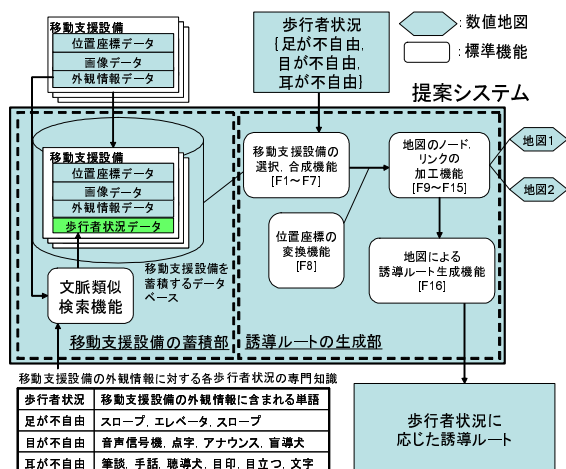 移動支援設備
位置座標データ
画像データ
外観情報データ
歩行者状況
{足が不自由,
目が不自由,
耳が不自由}
:数値地図
:標準機能
提案システム
移動支援設備
位置座標データ
画像データ
外観情報データ
歩行者状況データ
移動支援設備を
蓄積するデータ
ベース
文脈類似
検索機能
移動支援設備の蓄積部
移動支援設備の
選択,合成機能
[F1~F7]
位置座標の
変換機能
[F8]
地図のノード,
リンクの
加工機能
[F9~F15]
地図1
地図2
地図による
誘導ルート生成機能
[F16]
誘導ルートの生成部
移動支援設備の外観情報に対する各歩行者状況の専門知識
歩行者状況 移動支援設備の外観情報に含まれる単語
足が不自由 スロープ,エレベータ,スロープ
目が不自由 音声信号機,点字,アナウンス,盲導犬
耳が不自由 筆談,手話,聴導犬,目印,目立つ,文字
歩行者状況に
応じた誘導ルート